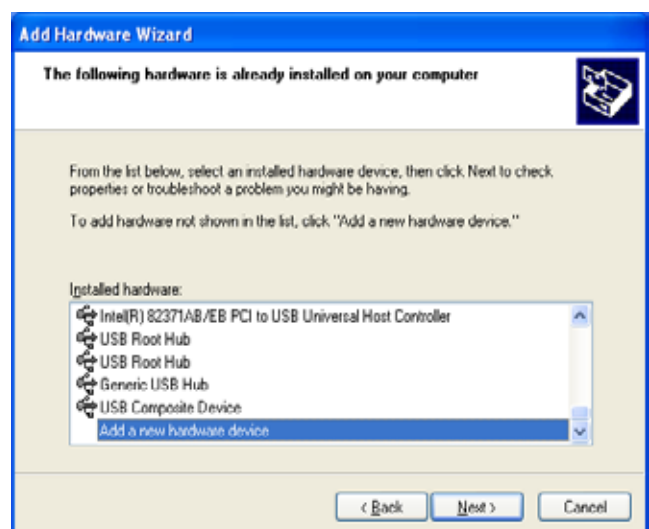 Add Hardware Wizard
The following hardware is already installed on your computer
From the list below, select an installed hardware device, then click Next to check
properties or troubleshoot a problem you might be having.
To add hardware not shown in the list, click "Add a new hardware device."
Installed hardware:
Intel(R) 82371AB/EB PCI to USB Universal Host Controller
USB Root Hub
USB Root Hub
Generic USB Hub
USB Composite Device
Add a new hardware device
< Back Next > Cancel